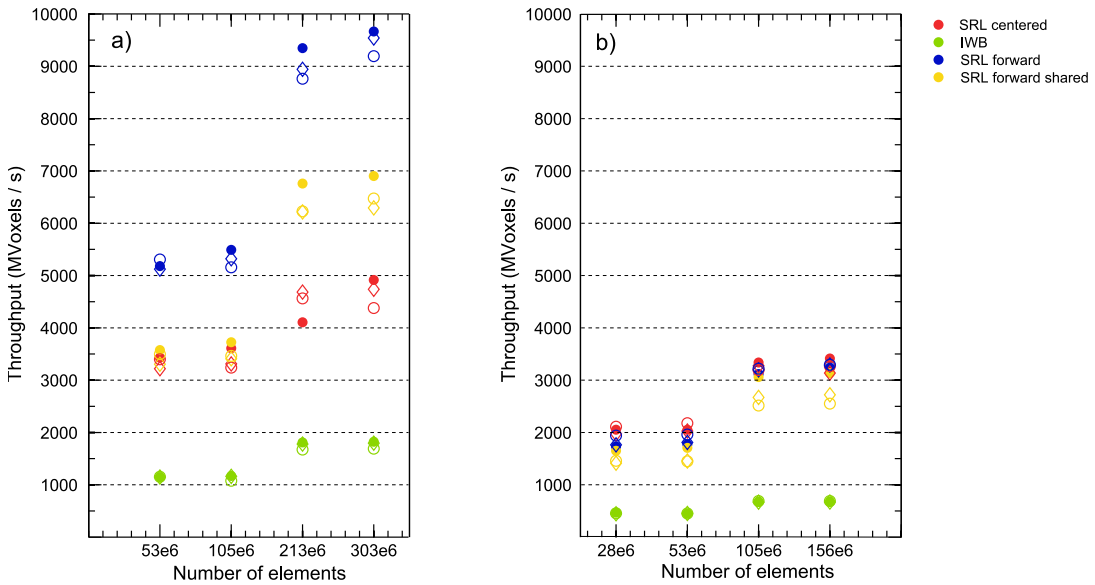 a)
Throughput (MVoxels / s)
10000
9000
8000
7000
6000
5000
4000
3000
2000
1000
53e6 105e6 213e6 303e6
Number of elements
b)
Throughput (MVoxels / s)
10000
9000
8000
7000
6000
5000
4000
3000
2000
1000
28e6 53e6 105e6 156e6
Number of elements
SRL centered
IWB
SRL forward
SRL forward shared